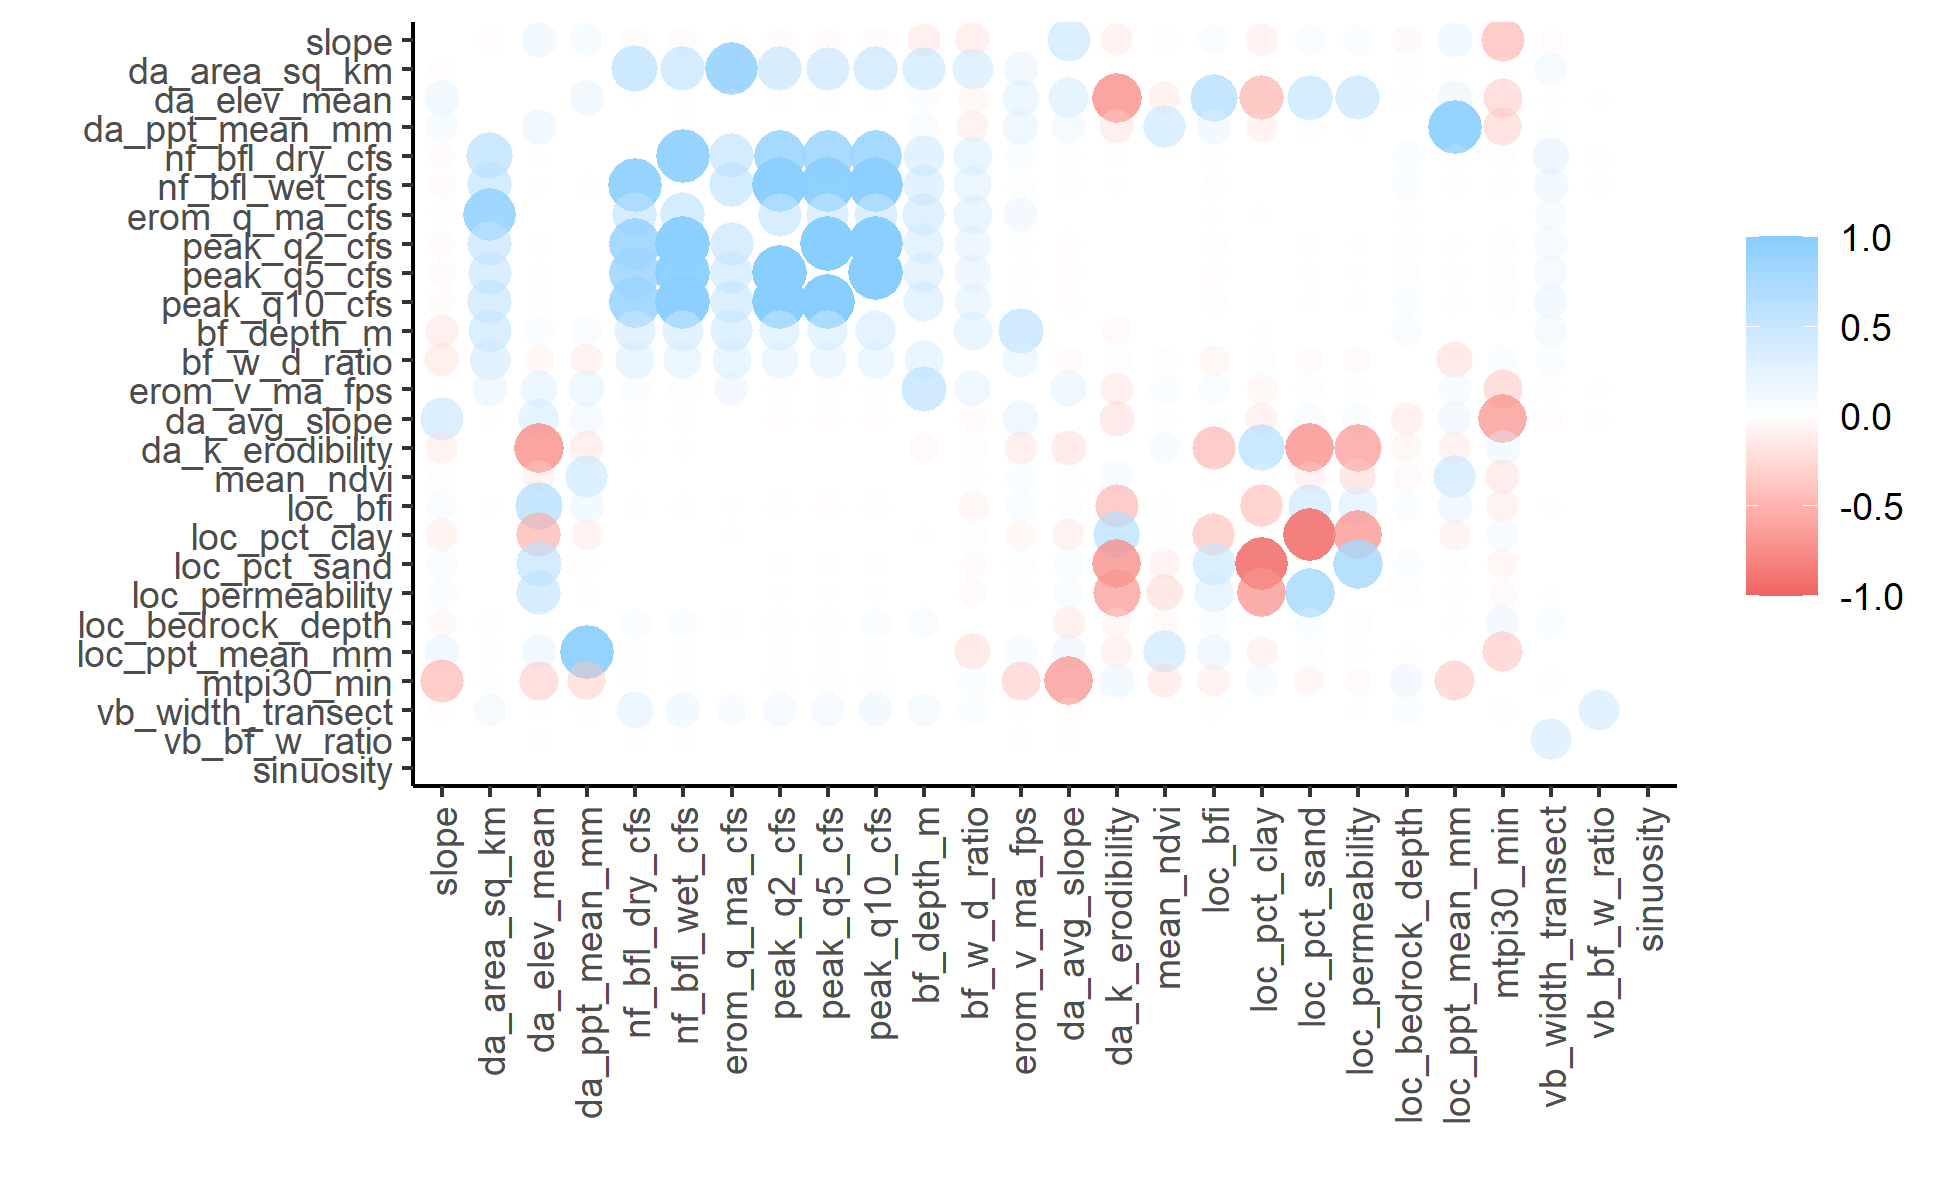 slope
da_area_sq_km
da_elev_mean
da_ppt_mean_mm
nf_bfl_dry_cfs
nf_bfl_wet_cfs
erom_q_ma_cfs
peak_q2_cfs
peak_q5_cfs
peak_q10_cfs
bf_depth_m
bf_w_d_ratio
erom_v_ma_fps
da_avg_slope
da_k_erodibility
mean_ndvi
loc_bfi
loc_pct_clay
loc_pct_sand
loc_permeability
loc_bedrock_depth
loc_ppt_mean_mm
mtpi30_min
vb_width_transect
vb_bf_w_ratio
sinuosity
slope
da_area_sq_km
da_elev_mean
da_ppt_mean_mm
nf_bfl_dry_cfs
nf_bfl_wet_cfs
erom_q_ma_cfs
peak_q2_cfs
peak_q5_cfs
peak_q10_cfs
bf_depth_m
bf_w_d_ratio
erom_v_ma_fps
da_avg_slope
da_k_erodibility
mean_ndvi
loc_bfi
loc_pct_clay
loc_pct_sand
loc_permeability
loc_bedrock_depth
loc_ppt_mean_mm
mtpi30_min
vb_width_transect
vb_bf_w_ratio
sinuosity
1.0
0.5
0.0
-0.5
-1.0